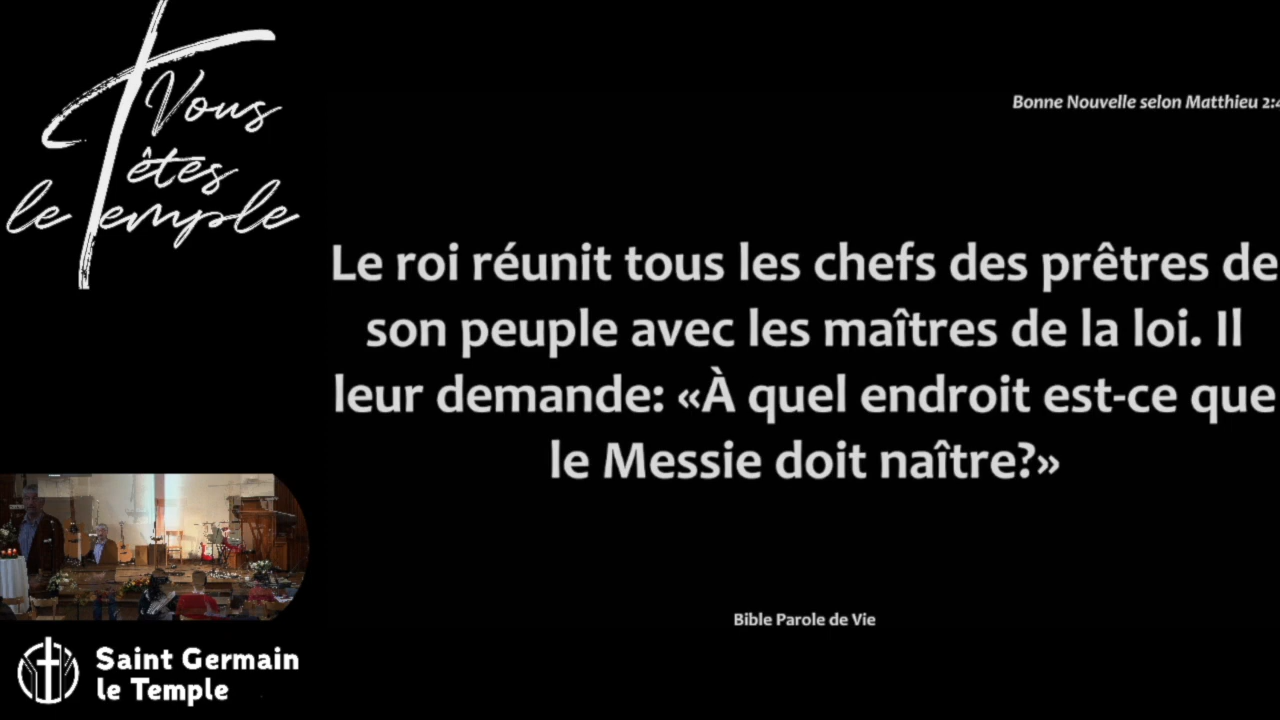 Vous
êtes
le Temple
Bonne Nouvelle selon Matthieu 2:4
Le roi réunit tous les chefs des prêtres de
son peuple avec les maîtres de la loi. Il
leur demande: «À quel endroit est-ce que
le Messie doit naître?»
Bible Parole de Vie
Saint Germain
le Temple